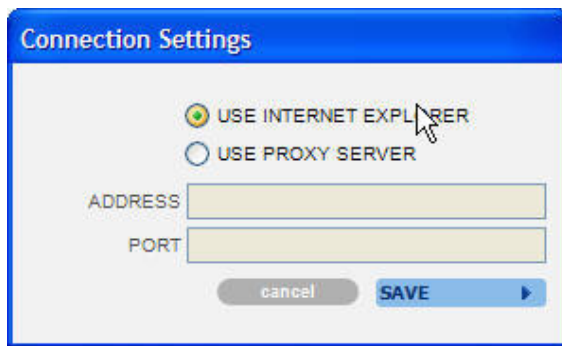 Connection Settings
USE INTERNET EXPLORER
USE PROXY SERVER
ADDRESS
PORT
cancel SAVE